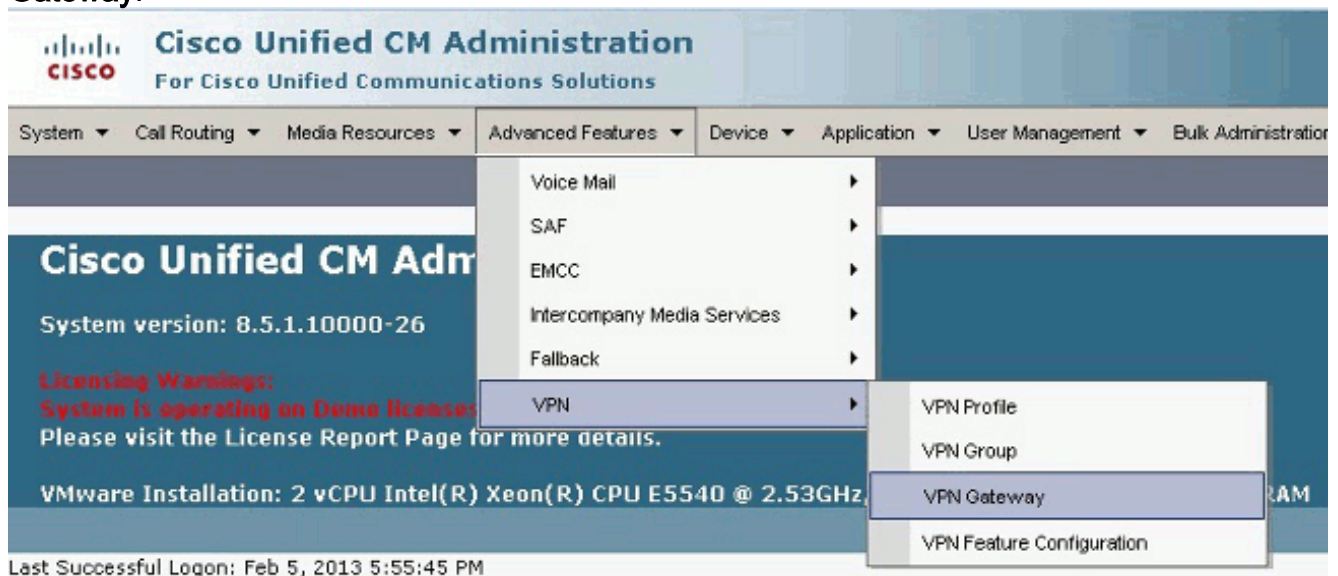 Gateway.
cisco
Cisco Unified CM Administration
For Cisco Unified Communications Solutions
System Call Routing Media Resources Advanced Features Device Application User Management Bulk Administration
Voice Mail
SAF
EMCC
Intercompany Media Services
Fallback
VPN
VPN Profile
VPN Group
VPN Gateway
VPN Feature Configuration
Cisco Unified CM Adm
System version: 8.5.1.10000-26
Licensing Warnings:
System is operating on Demo licenses
Please visit the License Report Page for more details.
VMware Installation: 2 vCPU Intel(R) Xeon(R) CPU E5540 @ 2.53GHz, RAM
Last Successful Logon: Feb 5, 2013 5:55:45 PM